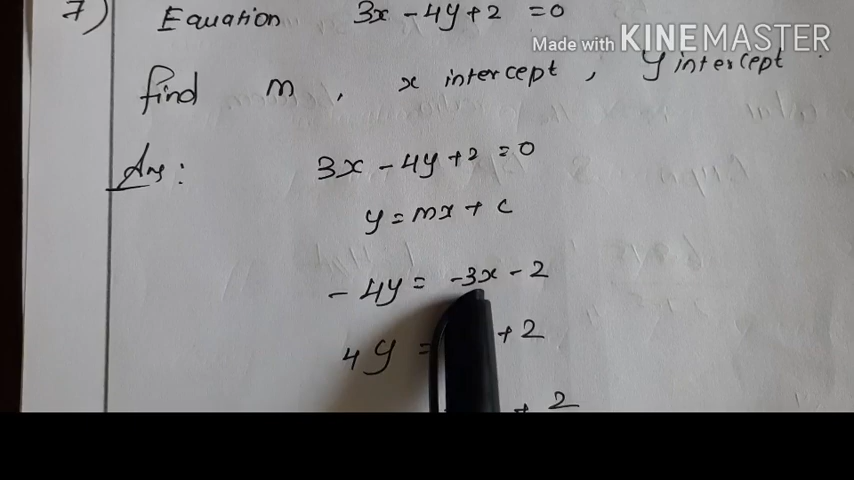 7) Equation 3x - 4y + 2 = 0
Made with KINEMASTER
find m, x intercept, y intercept.
Ans: 3x - 4y + 2 = 0
y = mx + c
- 4y = -3x - 2
4y = + 2
+ 2